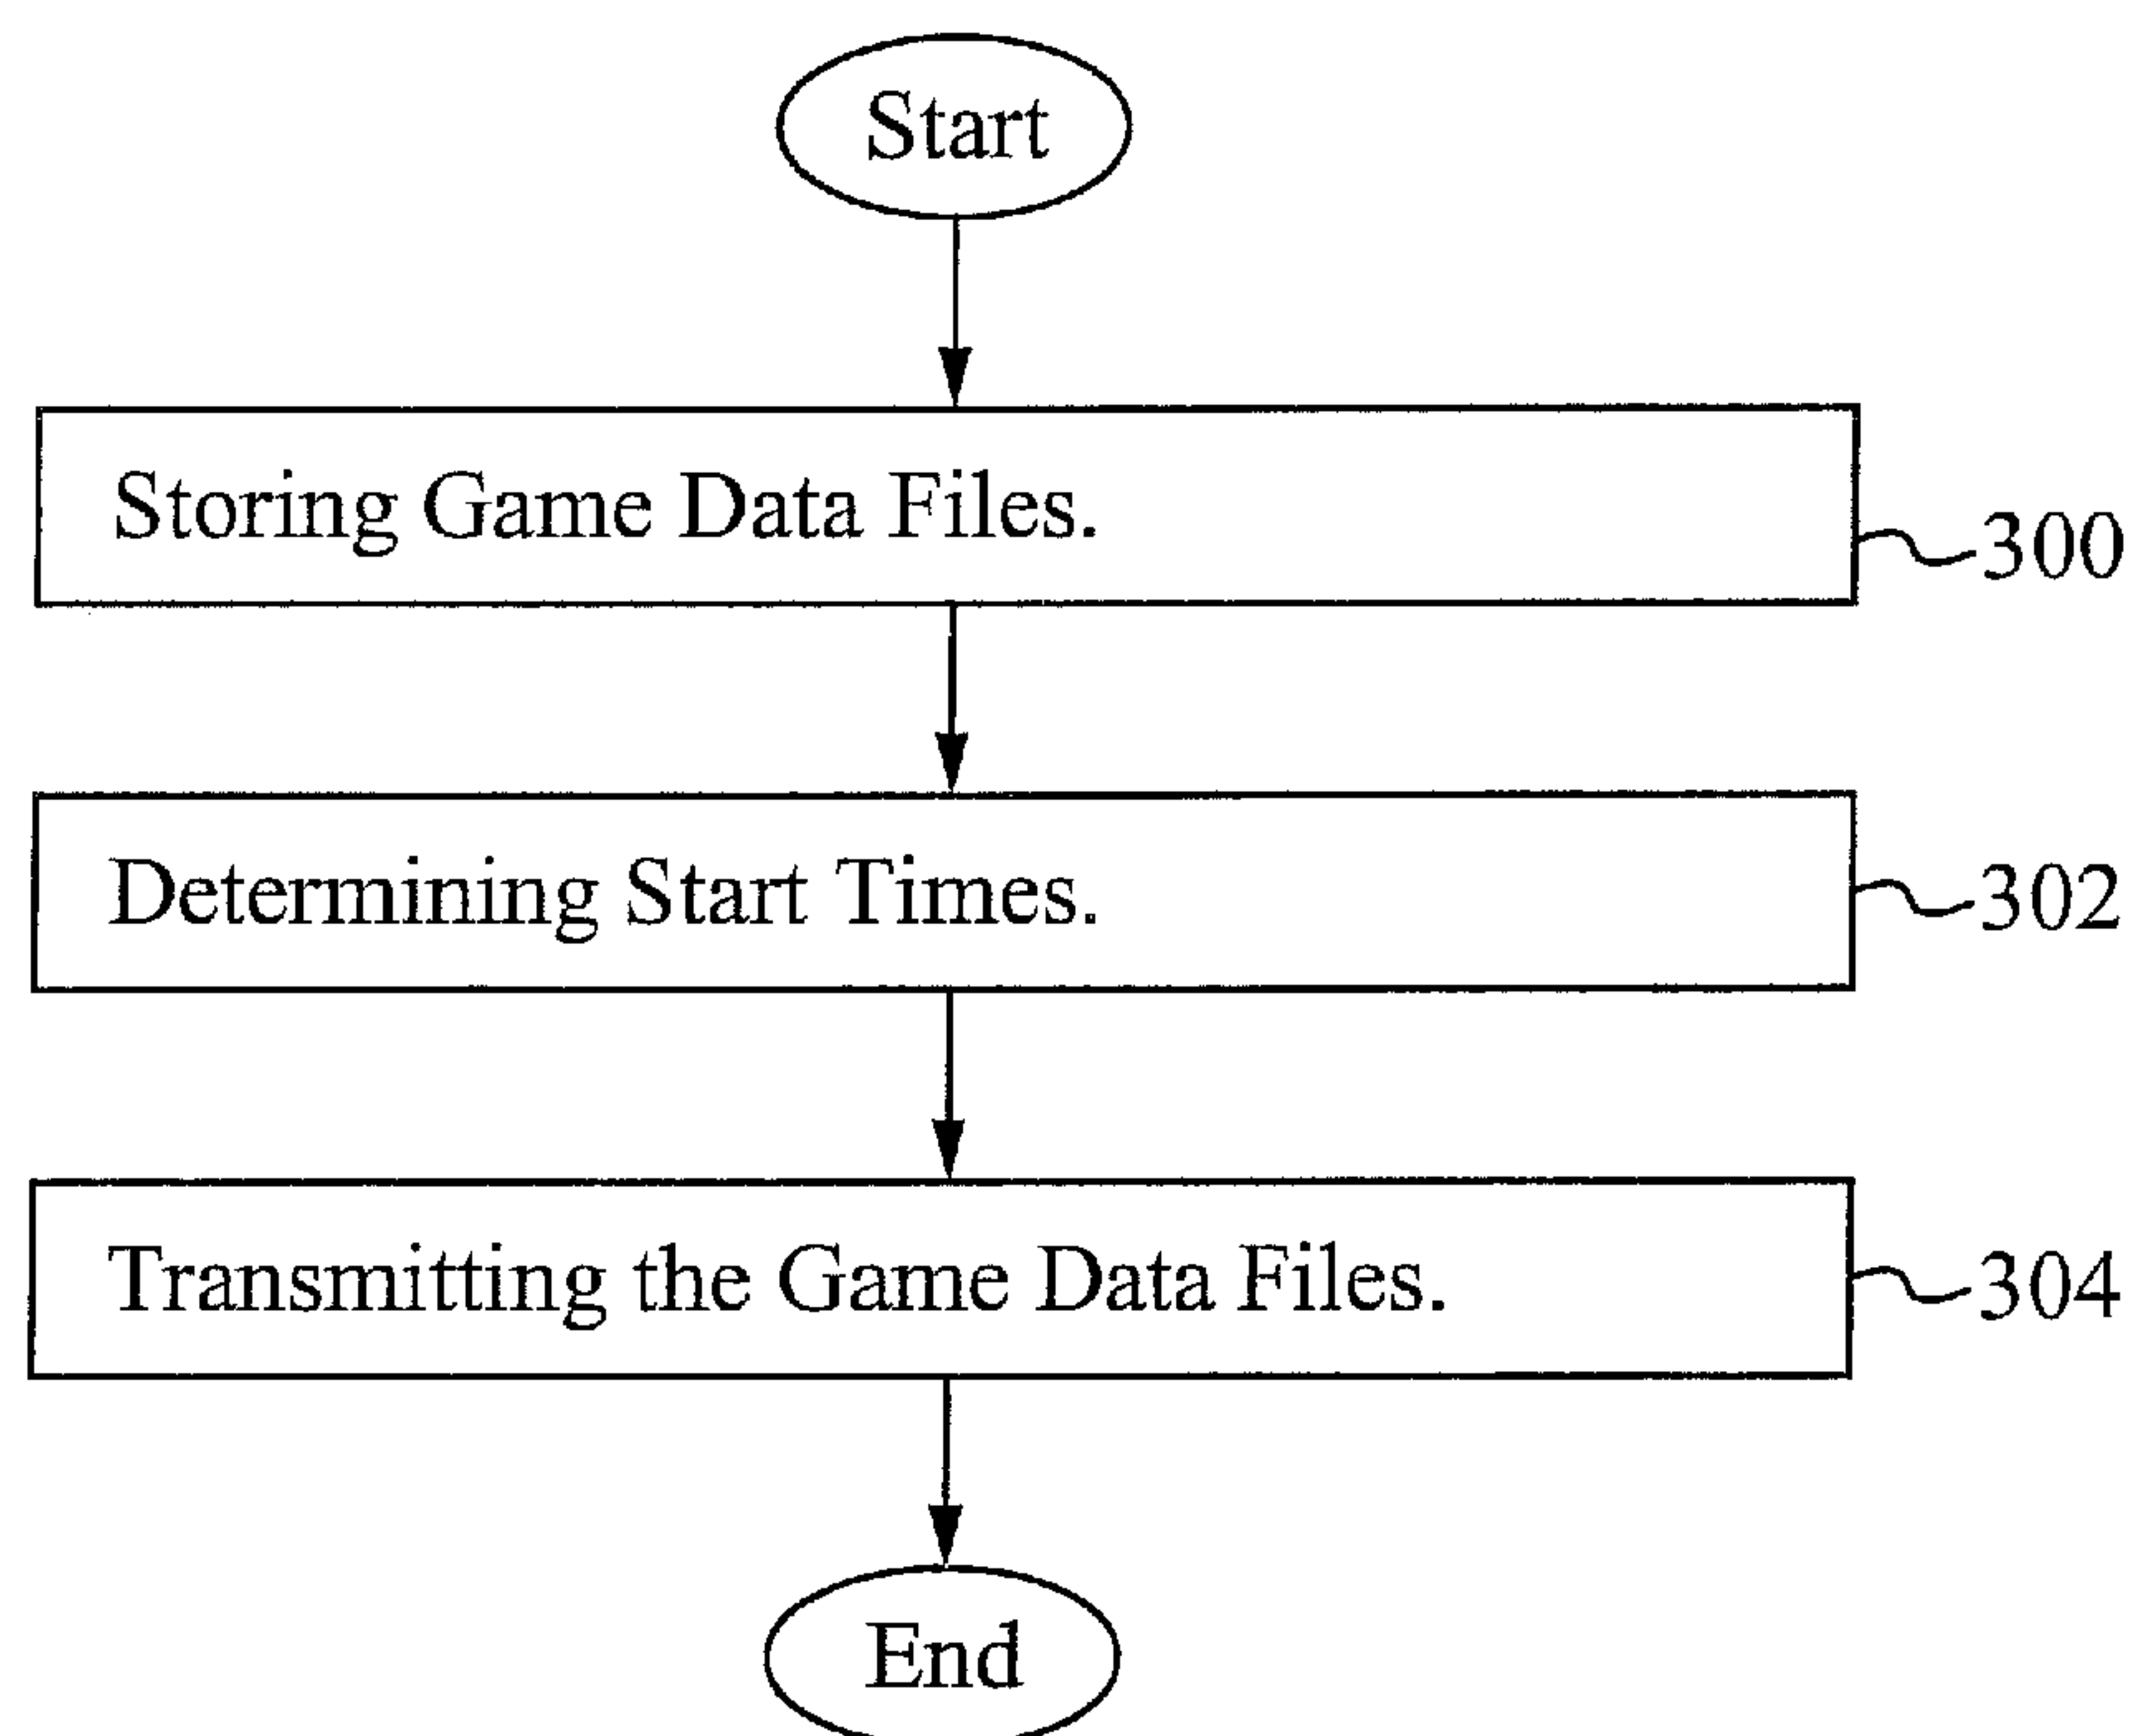 Start
Storing Game Data Files.
300
Determining Start Times.
302
Transmitting the Game Data Files.
304
End